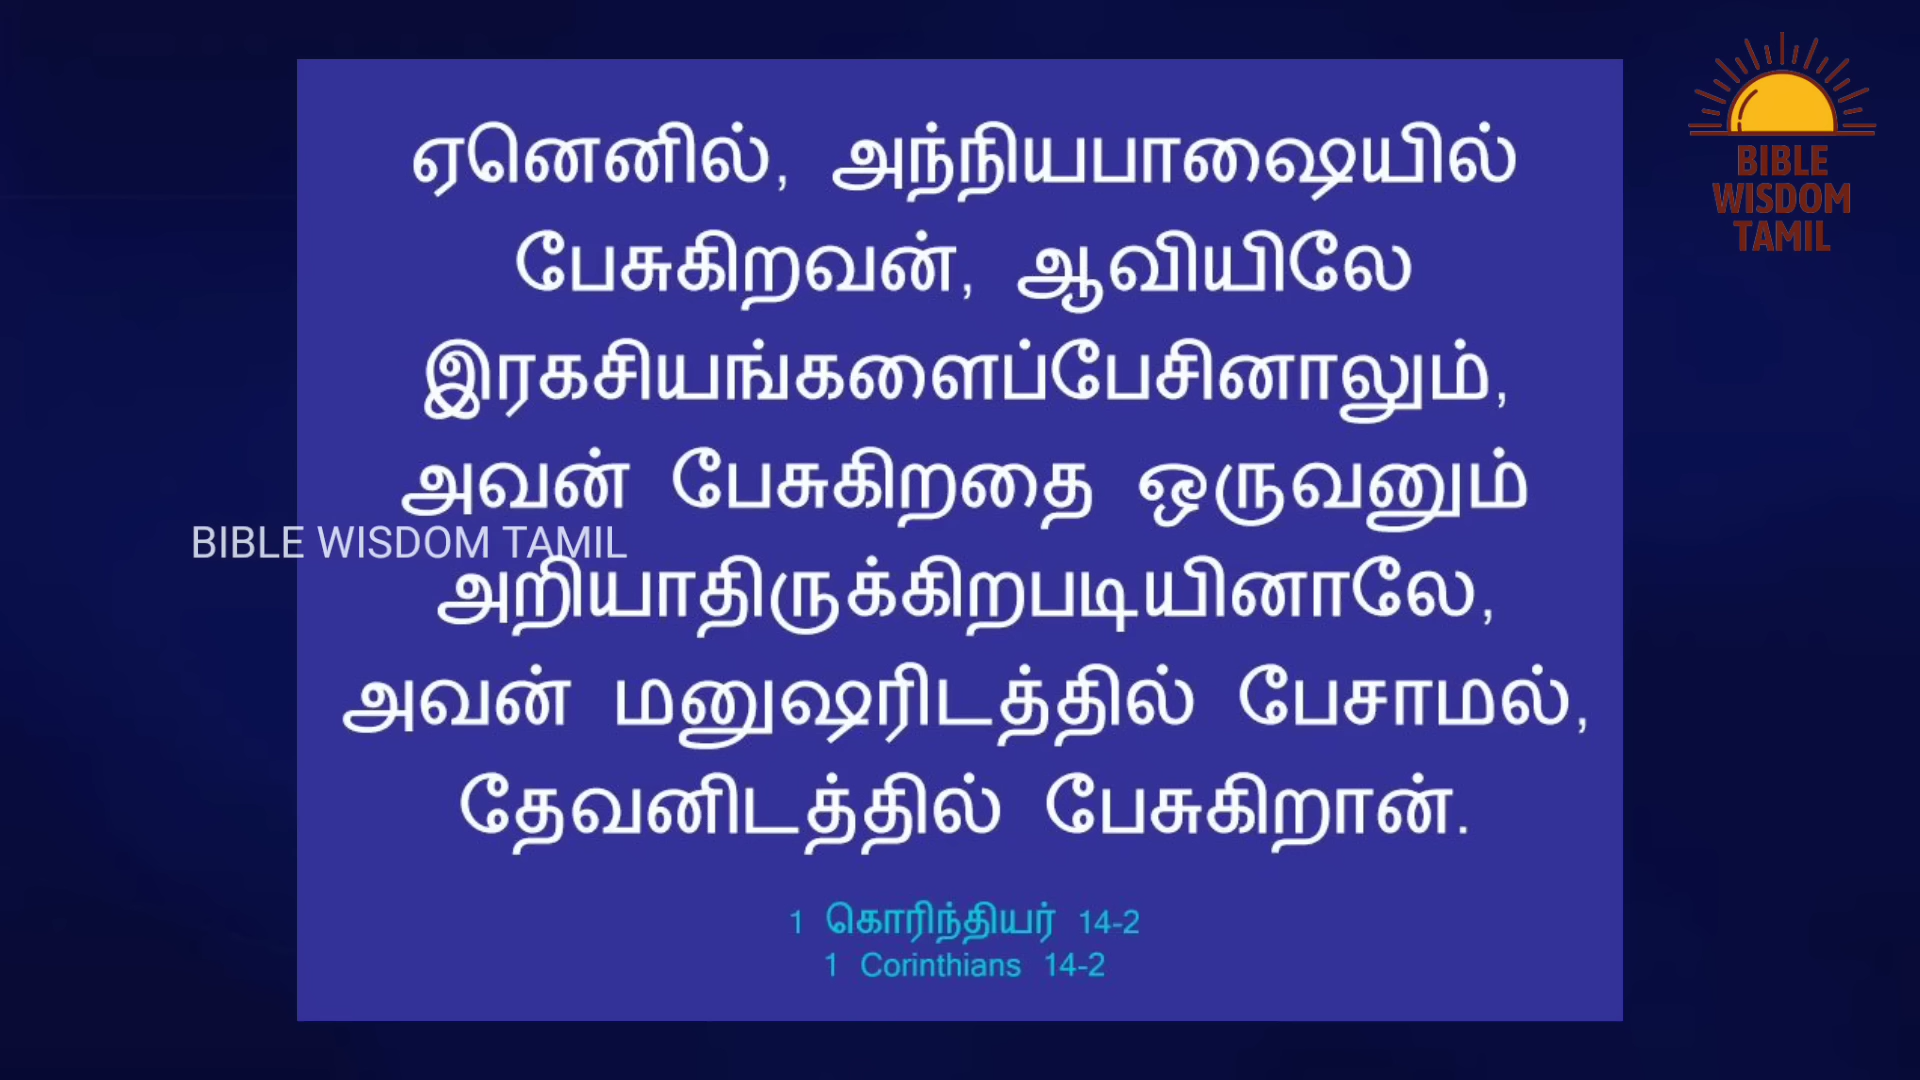 ஏனெனில், அந்நியபாஷையில்
பேசுகிறவன், ஆவியிலே
இரகசியங்களைப்பேசினாலும்,
அவன் பேசுகிறதை ஒருவனும்
அறியாதிருக்கிறபடியினாலே,
அவன் மனுஷரிடத்தில் பேசாமல்,
தேவனிடத்தில் பேசுகிறான்.
1 கொரிந்தியர் 14-2
1 Corinthians 14-2
BIBLE WISDOM TAMIL
BIBLE
WISDOM
TAMIL